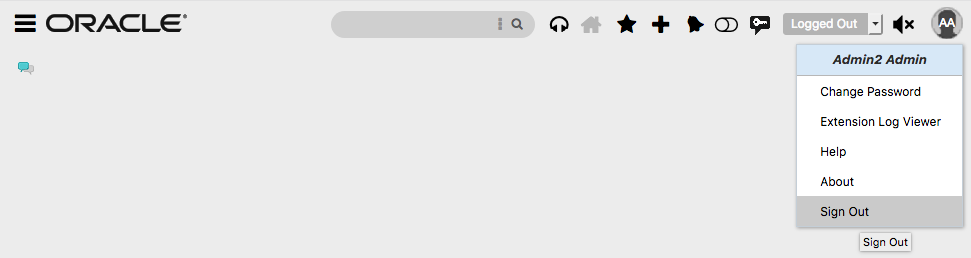 ORACLE
Logged Out
AA
Admin2 Admin
Change Password
Extension Log Viewer
Help
About
Sign Out
Sign Out